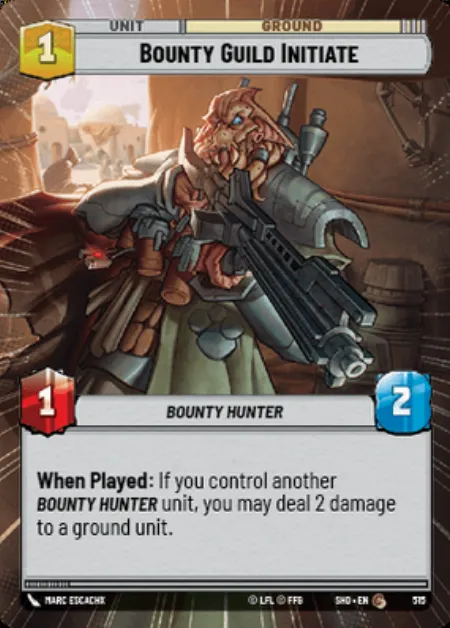 UNIT GROUND
1 BOUNTY GUILD INITIATE
1 2
BOUNTY HUNTER
When Played: If you control another
BOUNTY HUNTER unit, you may deal 2 damage
to a ground unit.
MARC ESCACHX © LFL © FFG SHD • EN 515